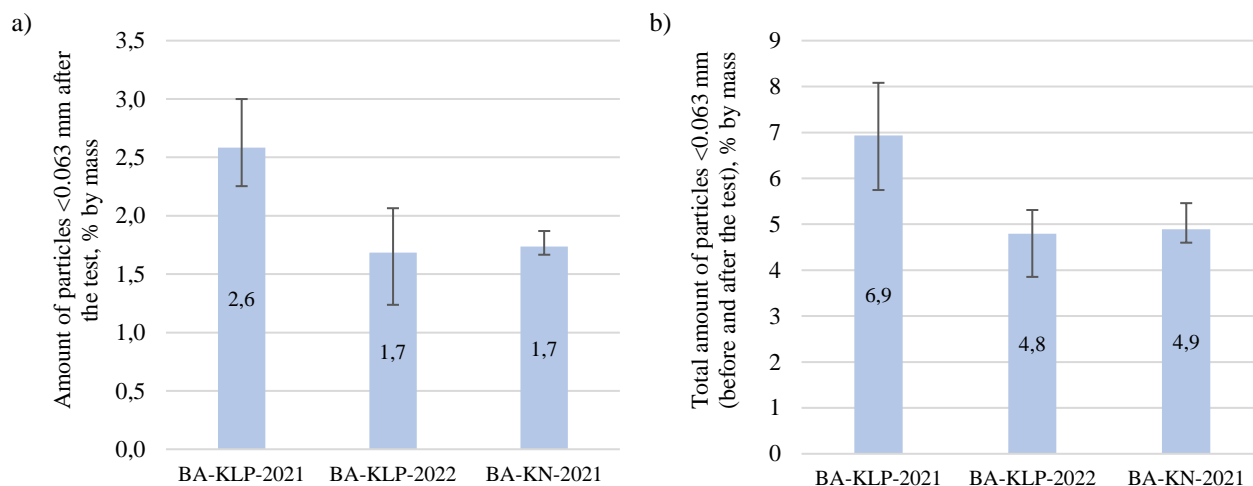 a)
Amount of particles <0.063 mm after
the test, % by mass
3,5
3,0
2,5
2,0
1,5
1,0
0,5
0,0
2,6
1,7
1,7
BA-KLP-2021
BA-KLP-2022
BA-KN-2021
b)
Total amount of particles <0.063 mm
(before and after the test), % by mass
9
8
7
6
5
4
3
2
1
0
6,9
4,8
4,9
BA-KLP-2021
BA-KLP-2022
BA-KN-2021